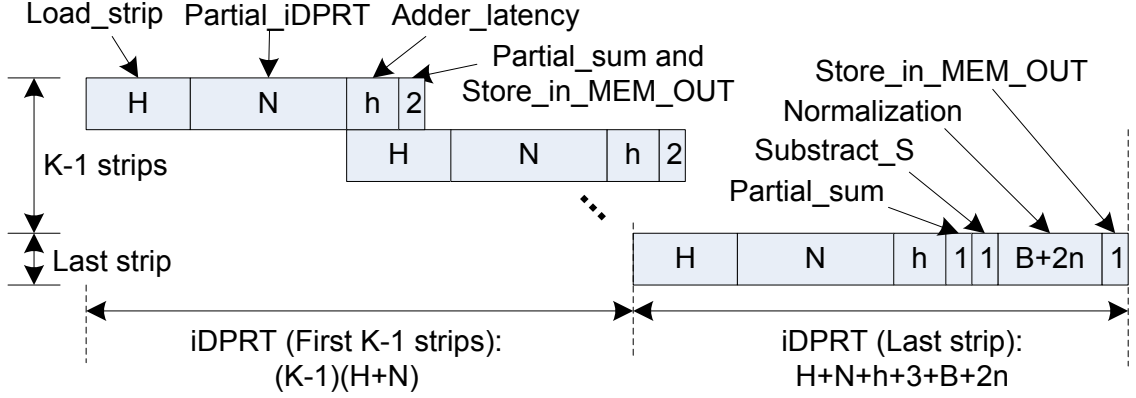 Load_strip Partial_iDPRT Adder_latency
Partial_sum and
Store_in_MEM_OUT
H N h 2
H N h 2
K-1 strips
Store_in_MEM_OUT
Normalization
Substract_S
Partial_sum
Last strip
H N h 1 1 B+2n 1
iDPRT (First K-1 strips):
(K-1)(H+N)
iDPRT (Last strip):
H+N+h+3+B+2n